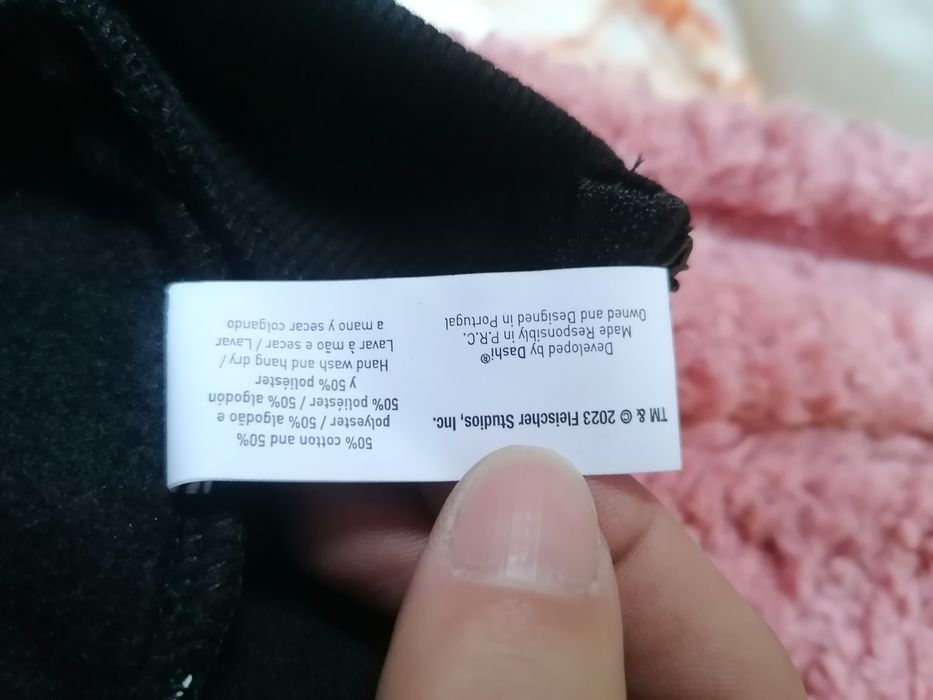 TM & © 2023 Fleischer Studios, Inc.
Developed by Dashi®
Made Responsibly in P.R.C.
Owned and Designed in Portugal
50% cotton and 50%
polyester / 50% algodão e
50% poliéster / 50% algodón
y 50% poliéster
Hand wash and hang dry /
Lavar à mão e secar / Lavar
a mano y secar colgando